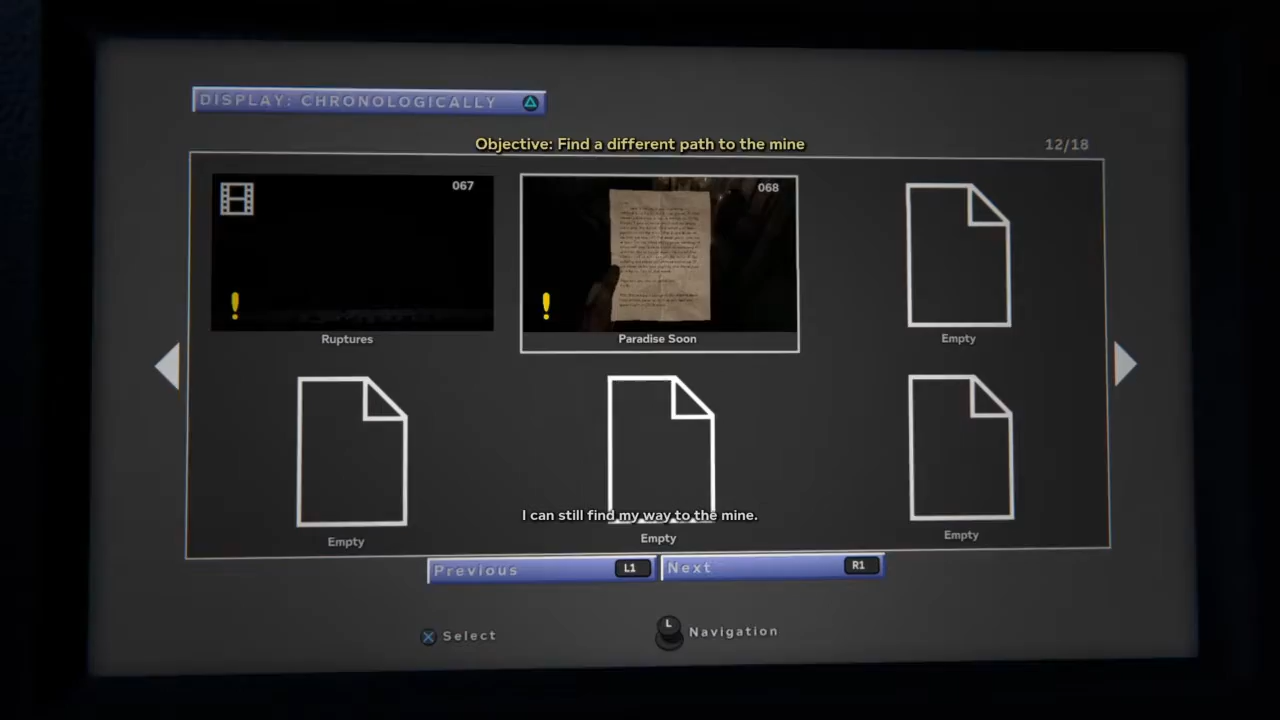 DISPLAY: CHRONOLOGICALLY
Objective: Find a different path to the mine
12/18
067
068
Ruptures
Paradise Soon
Empty
I can still find my way to the mine.
Empty
Empty
Empty
Previous L1
Next R1
Select
L
Navigation